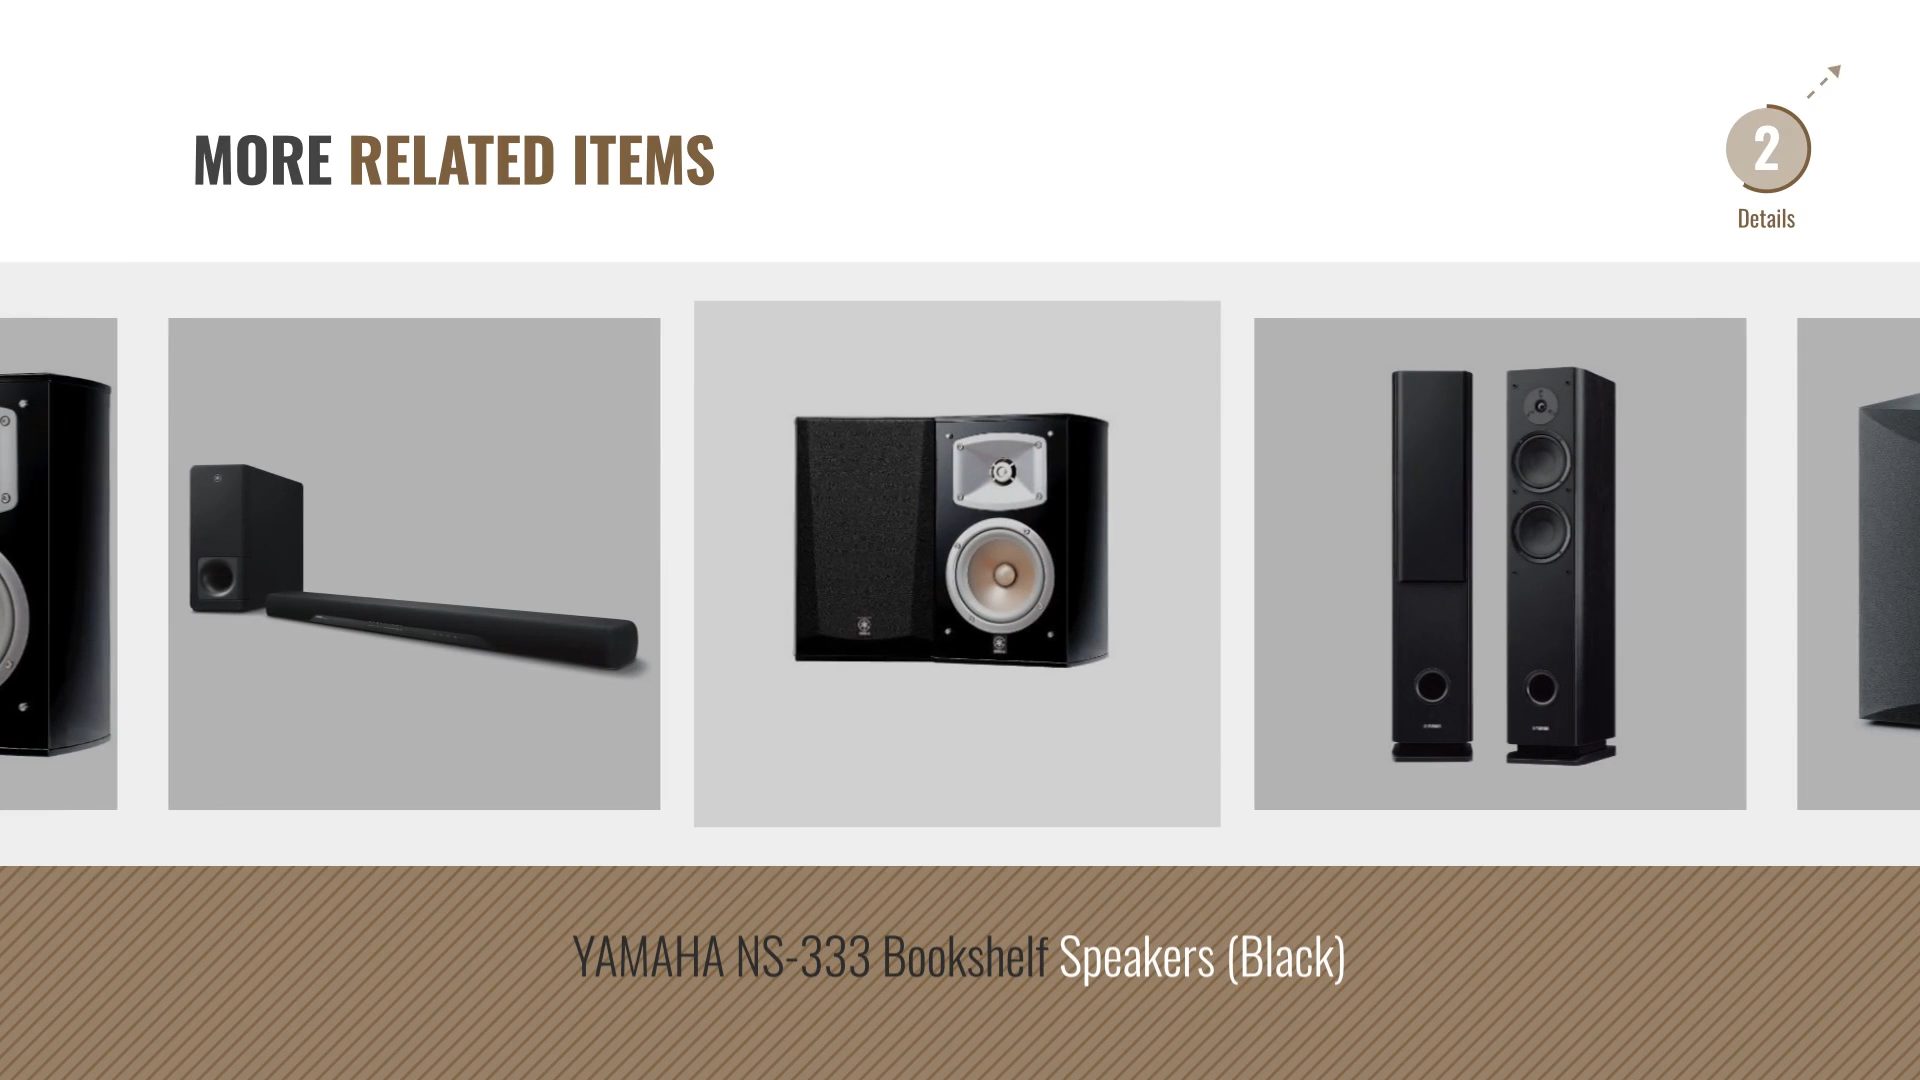 MORE RELATED ITEMS
2
Details
YAMAHA NS-333 Bookshelf Speakers (Black)